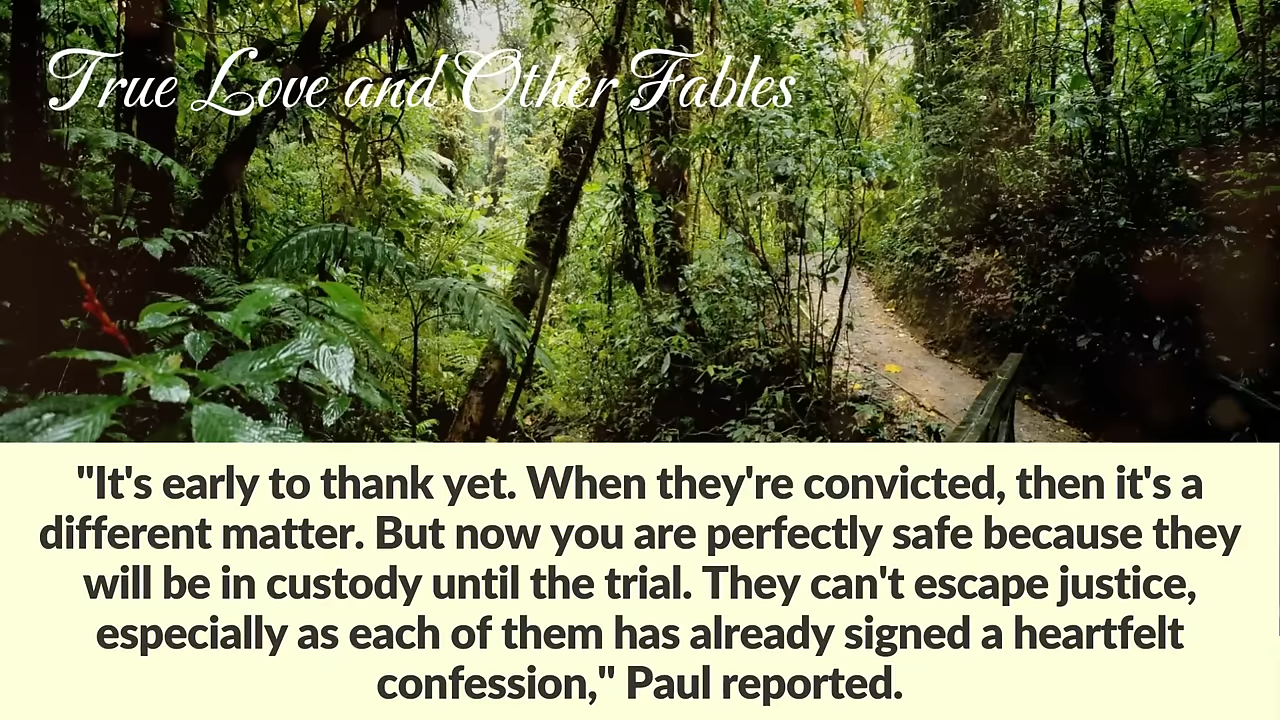 True Love and Other Fables
"It's early to thank yet. When they're convicted, then it's a
different matter. But now you are perfectly safe because they
will be in custody until the trial. They can't escape justice,
especially as each of them has already signed a heartfelt
confession," Paul reported.